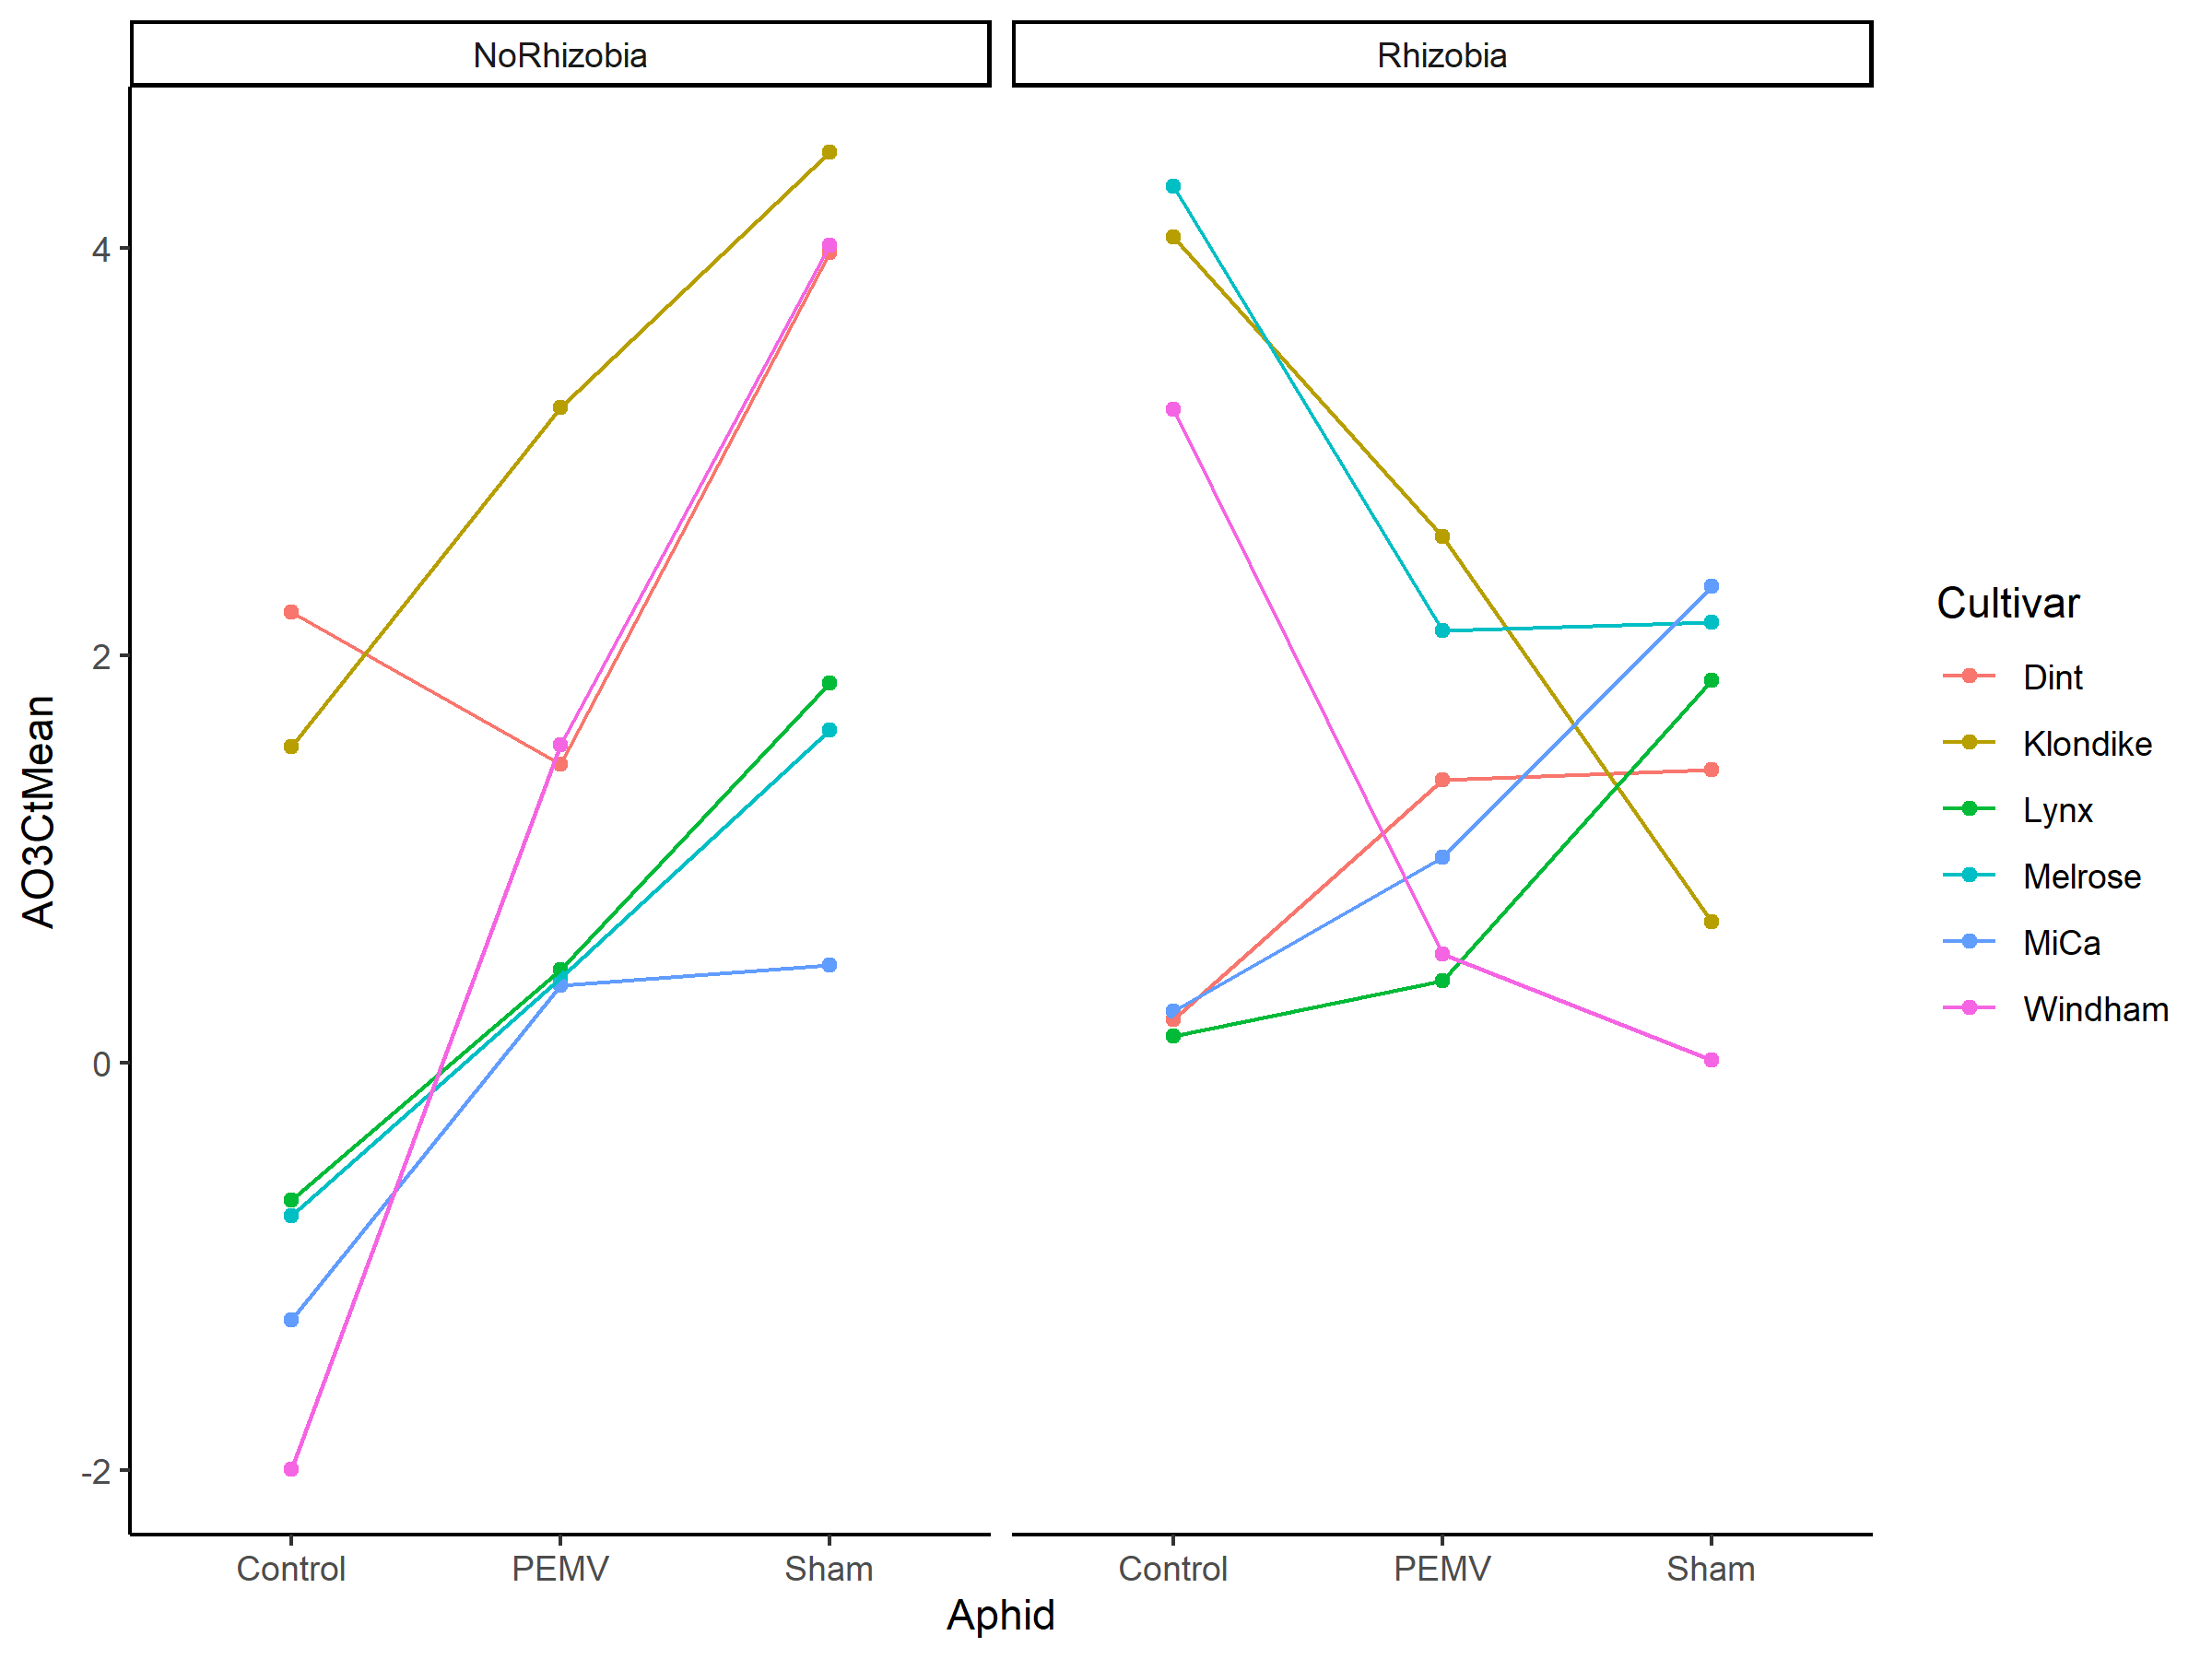 NoRhizobia
Rhizobia
AO3CtMean
4
2
0
-2
Control
PEMV
Sham
Control
PEMV
Sham
Aphid
Cultivar
Dint
Klondike
Lynx
Melrose
MiCa
Windham